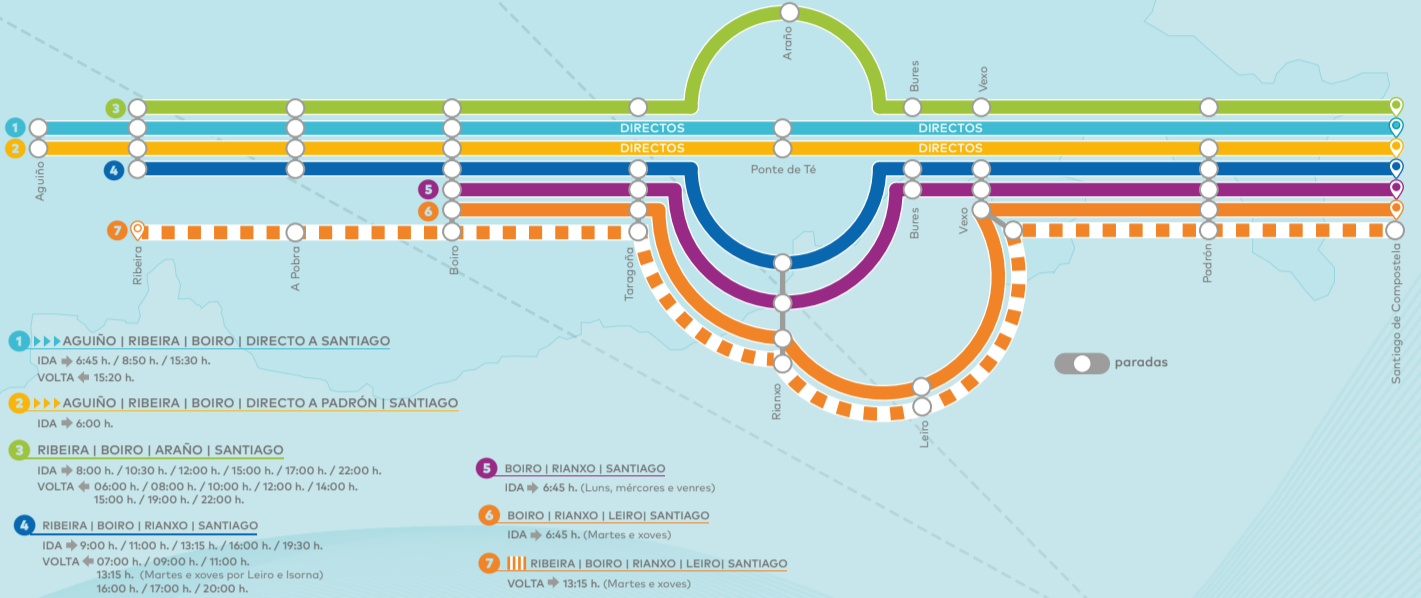 Araño
Bures
Vexo
3
1
DIRECTOS
DIRECTOS
2
DIRECTOS
DIRECTOS
4
Ponte de Té
5
6
7
Aguiño
Ribeira
A Pobra
Boiro
Taragoña
Rianxo
Leiro
Bures
Vexo
Padrón
Santiago de Compostela
paradas
1 AGUIÑO | RIBEIRA | BOIRO | DIRECTO A SANTIAGO
IDA 6:45 h. / 8:50 h. / 15:30 h.
VOLTA 15:20 h.
2 AGUIÑO | RIBEIRA | BOIRO | DIRECTO A PADRÓN | SANTIAGO
IDA 6:00 h.
3 RIBEIRA | BOIRO | ARAÑO | SANTIAGO
IDA 8:00 h. / 10:30 h. / 12:00 h. / 15:00 h. / 17:00 h. / 22:00 h.
VOLTA 06:00 h. / 08:00 h. / 10:00 h. / 12:00 h. / 14:00 h.
15:00 h. / 19:00 h. / 22:00 h.
4 RIBEIRA | BOIRO | RIANXO | SANTIAGO
IDA 9:00 h. / 11:00 h. / 13:15 h. / 16:00 h. / 19:30 h.
VOLTA 07:00 h. / 09:00 h. / 11:00 h.
13:15 h. (Martes e xoves por Leiro e Isorna)
16:00 h. / 17:00 h. / 20:00 h.
5 BOIRO | RIANXO | SANTIAGO
IDA 6:45 h. (Luns, mércores e venres)
6 BOIRO | RIANXO | LEIRO| SANTIAGO
IDA 6:45 h. (Martes e xoves)
7 RIBEIRA | BOIRO | RIANXO | LEIRO| SANTIAGO
VOLTA 13:15 h. (Martes e xoves)